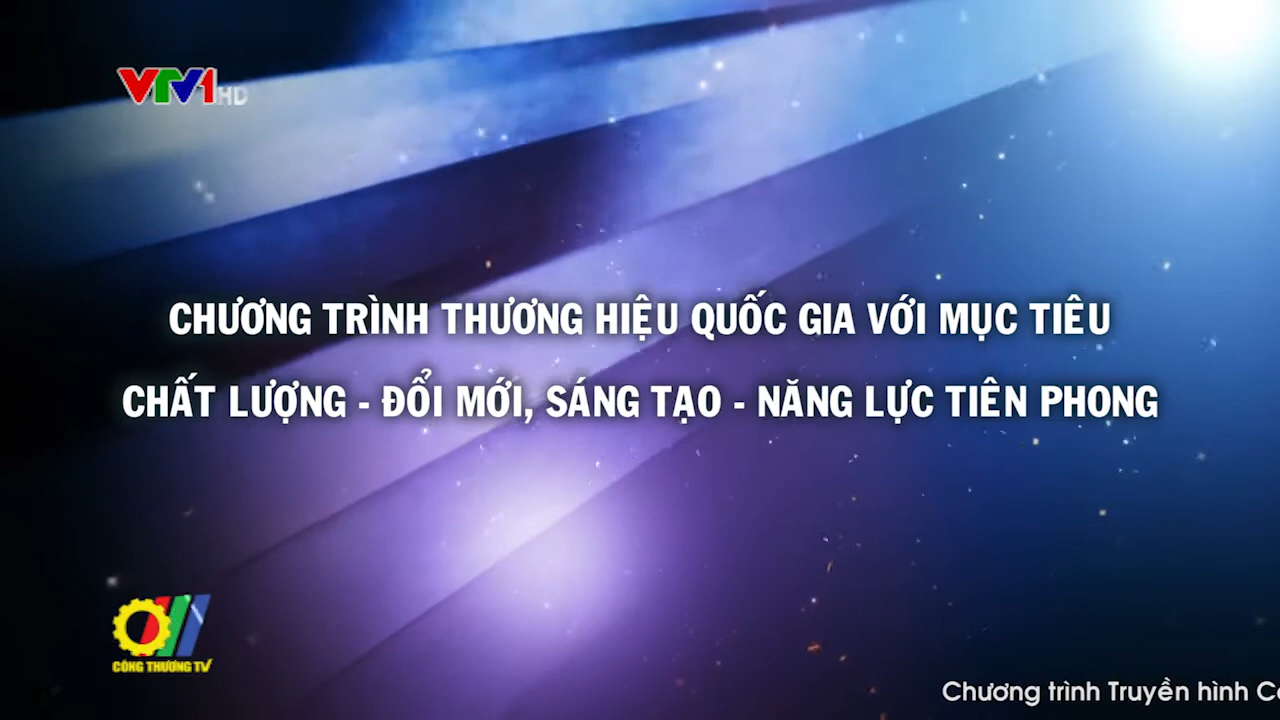 VTV1 HD
CHƯƠNG TRÌNH THƯƠNG HIỆU QUỐC GIA VỚI MỤC TIÊU
CHẤT LƯỢNG - ĐỔI MỚI, SÁNG TẠO - NĂNG LỰC TIÊN PHONG
CÔNG THƯƠNG TV
Chương trình Truyền hình